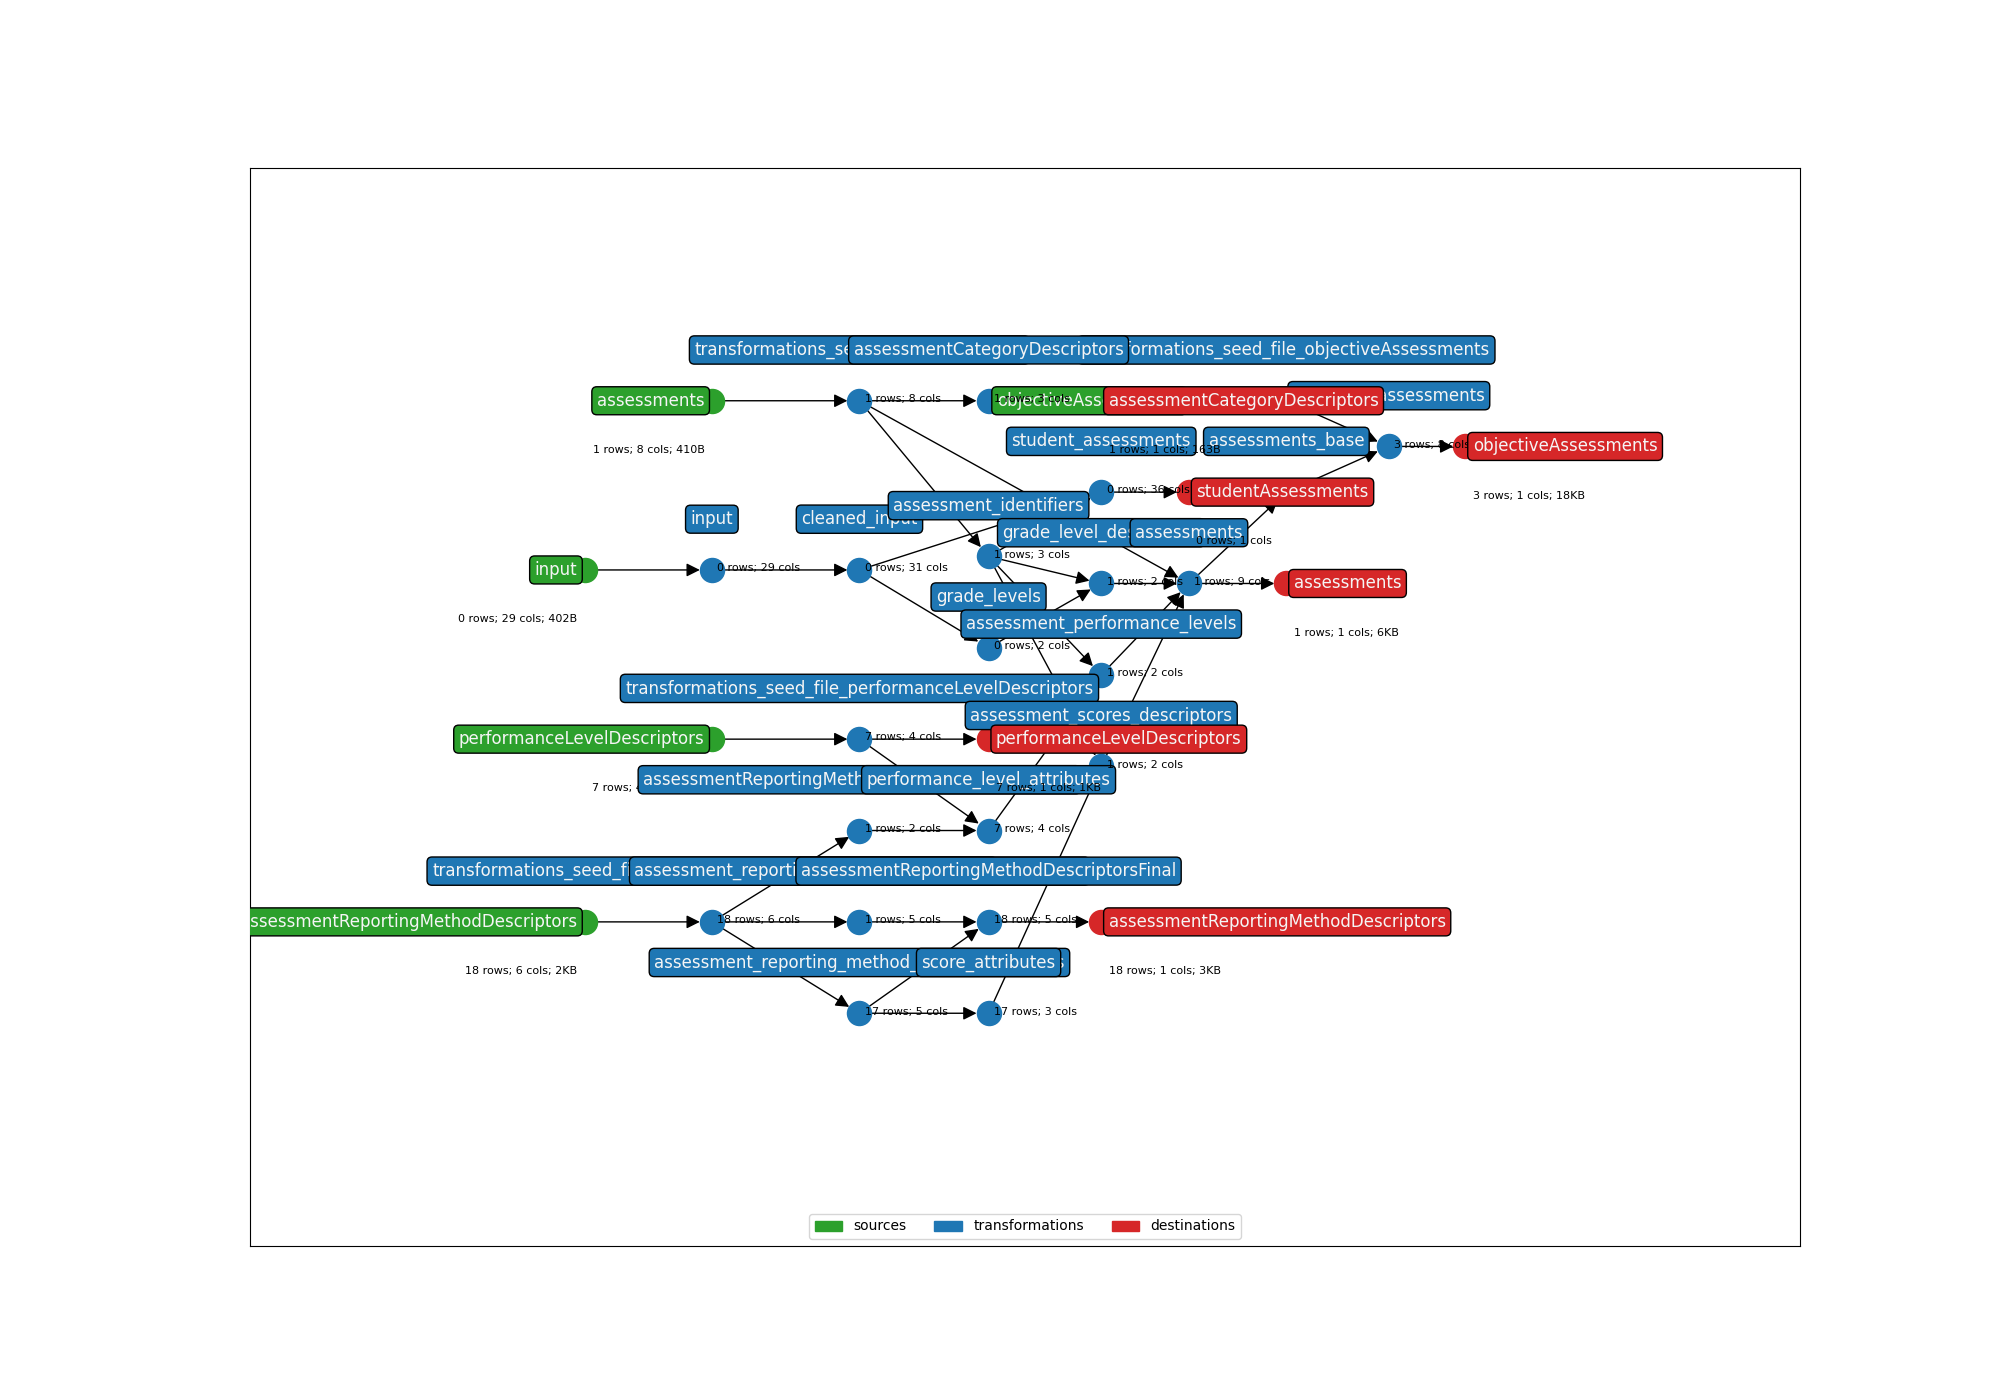 transformations_se
assessmentCategoryDescriptors
formations_seed_file_objectiveAssessments
assessments
1 rows; 8 cols
objectiveAss
assessmentCategoryDescriptors
ssessments
1 rows; 8 cols; 410B
student_assessments
assessments_base
1 rows; 1 cols; 163B
3 rows;
objectiveAssessments
3 rows; 1 cols; 18KB
0 rows; 36 cols
studentAssessments
assessment_identifiers
input
cleaned_input
grade_level_des
assessments
0 rows; 1 cols
1 rows; 3 cols
input
0 rows; 29 cols
0 rows; 31 cols
1 rows; 2 cols
1 rows; 9 cols
assessments
grade_levels
0 rows; 29 cols; 402B
assessment_performance_levels
1 rows; 1 cols; 6KB
0 rows; 2 cols
1 rows; 2 cols
transformations_seed_file_performanceLevelDescriptors
assessment_scores_descriptors
performanceLevelDescriptors
7 rows; 4 cols
performanceLevelDescriptors
1 rows; 2 cols
7 rows;
assessmentReportingMeth
performance_level_attributes
7 rows; 1 cols; 1KB
1 rows; 2 cols
7 rows; 4 cols
transformations_seed_fi
assessment_reporti
assessmentReportingMethodDescriptorsFinal
ssessmentReportingMethodDescriptors
18 rows; 6 cols
1 rows; 5 cols
18 rows; 5 cols
assessmentReportingMethodDescriptors
assessment_reporting_method_
score_attributes
18 rows; 6 cols; 2KB
18 rows; 1 cols; 3KB
17 rows; 5 cols
17 rows; 3 cols
sources
transformations
destinations